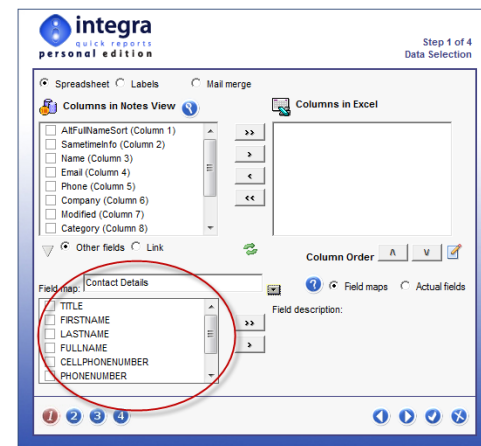 integra
quick reports
personal edition
Step 1 of 4
Data Selection
Spreadsheet Labels Mail merge
Columns in Notes View ? Columns in Excel
AltFullNameSort (Column 1)
SametimeInfo (Column 2)
Name (Column 3)
Email (Column 4)
Phone (Column 5)
Company (Column 6)
Modified (Column 7)
Category (Column 8)
>>
>
<
<<
Other fields Link
Column Order
Field map: Contact Details
? Field maps Actual fields
Field description:
TITLE
FIRSTNAME
LASTNAME
FULLNAME
CELLPHONENUMBER
PHONENUMBER
>>
>
1 2 3 4